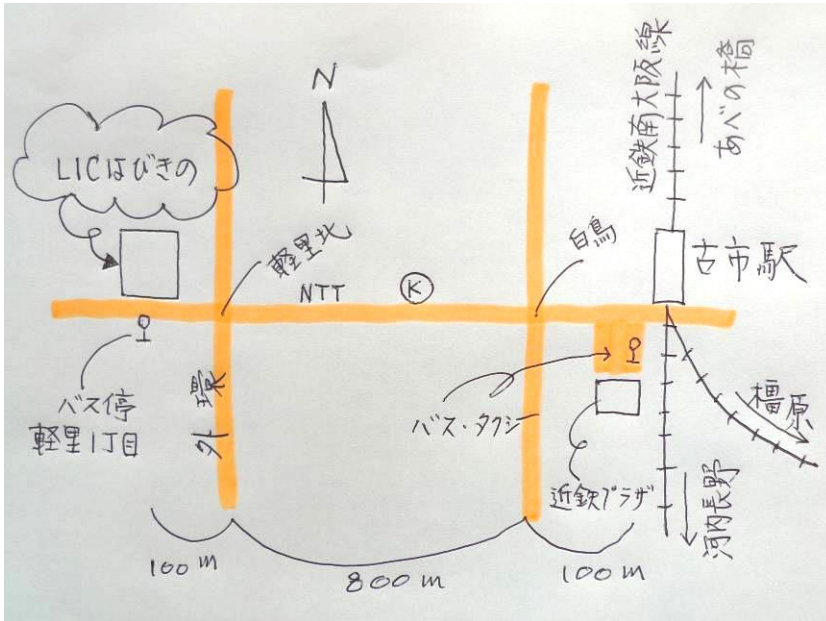 N
近鉄南大阪線
あべの橋
LICはびきの
軽里北
白鳥
古市駅
NTT
K
バス停
軽里1丁目
外環
バス・タクシー
橿原
近鉄プラザ
河内長野
100m
800m
100m